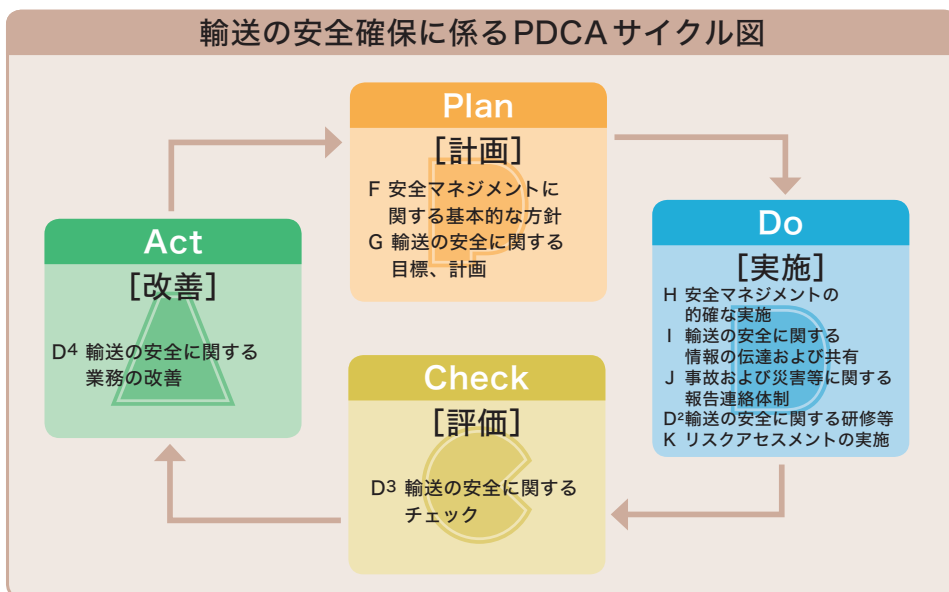 輸送の安全確保に係るPDCAサイクル図
Plan
［計画］
F 安全マネジメントに
関する基本的な方針
G 輸送の安全に関する
目標、計画
Do
［実施］
H 安全マネジメントの
的確な実施
I 輸送の安全に関する
情報の伝達および共有
J 事故および災害等に関する
報告連絡体制
D² 輸送の安全に関する研修等
K リスクアセスメントの実施
Check
［評価］
D³ 輸送の安全に関する
チェック
Act
［改善］
D⁴ 輸送の安全に関する
業務の改善
P
D
C
A